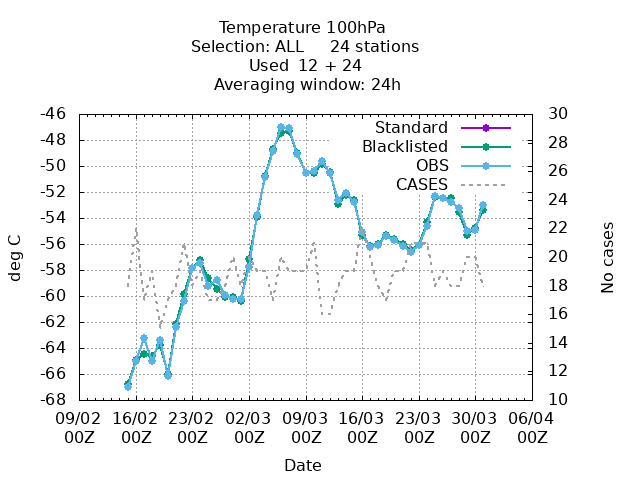 Temperature 100hPa
Selection: ALL     24 stations
Used  12 + 24
Averaging window: 24h
Standard
Blacklisted
OBS
CASES
deg C
-46
-48
-50
-52
-54
-56
-58
-60
-62
-64
-66
-68
30
28
26
24
22
20
18
16
14
12
10
No cases
09/02 16/02 23/02 02/03 09/03 16/03 23/03 30/03 06/04
00Z 00Z 00Z 00Z 00Z 00Z 00Z 00Z 00Z
Date